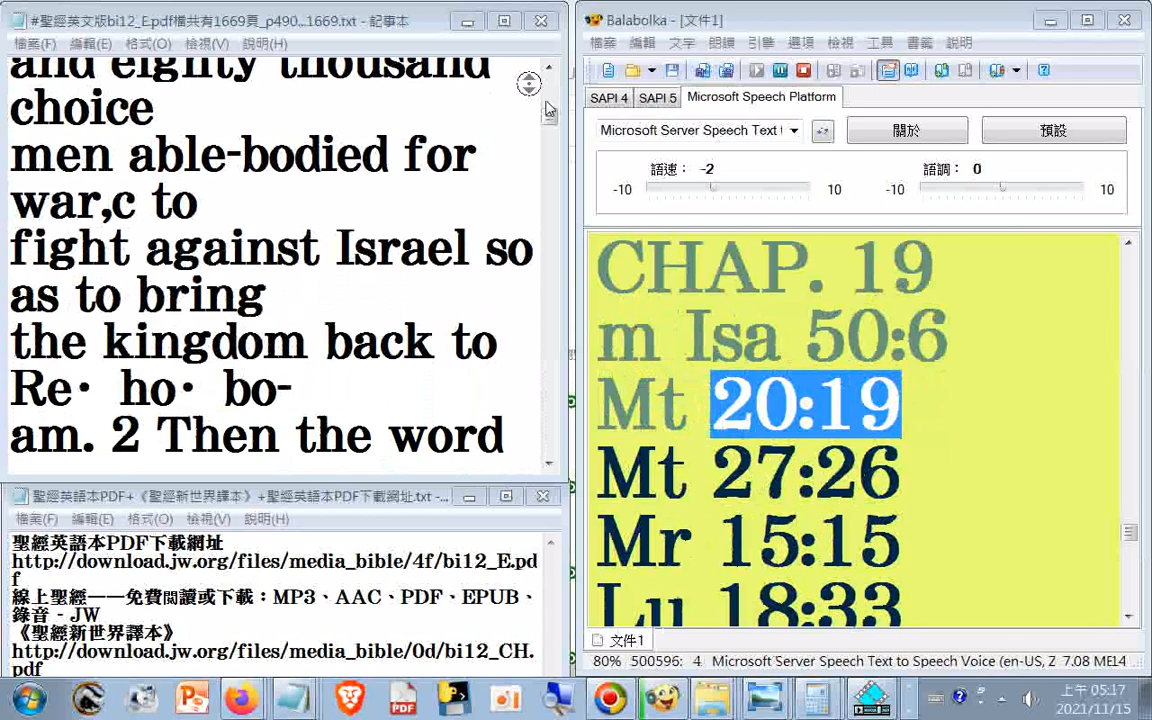 #聖經英文版bi12_E.pdf檔共有1669頁_p490...1669.txt - 記事本
檔案(F) 編輯(E) 格式(O) 檢視(V) 說明(H)
and eighty thousand
choice
men able-bodied for
war,c to
fight against Israel so
as to bring
the kingdom back to
Re· ho· bo-
am. 2 Then the word
聖經英語本PDF+《聖經新世界譯本》+聖經英語本PDF下載網址.txt -...
檔案(F) 編輯(E) 格式(O) 檢視(V) 說明(H)
聖經英語本PDF下載網址
http://download.jw.org/files/media_bible/4f/bi12_E.pd
f
線上聖經——免費閱讀或下載：MP3、AAC、PDF、EPUB、
錄音 - JW
《聖經新世界譯本》
http://download.jw.org/files/media_bible/0d/bi12_CH.
pdf
Balabolka - [文件1]
檔案 編輯 文字 朗讀 引擎 選項 檢視 工具 書籤 說明
SAPI 4 SAPI 5 Microsoft Speech Platform
Microsoft Server Speech Text t 關於 預設
語速： -2 語調： 0
-10 10 -10 10
CHAP. 19
m Isa 50:6
Mt 20:19
Mt 27:26
Mr 15:15
Lu 18:33
文件1
80% 500596: 4 Microsoft Server Speech Text to Speech Voice (en-US, Z 7.08 ME14
PDF
上午 05:17
2021/11/15